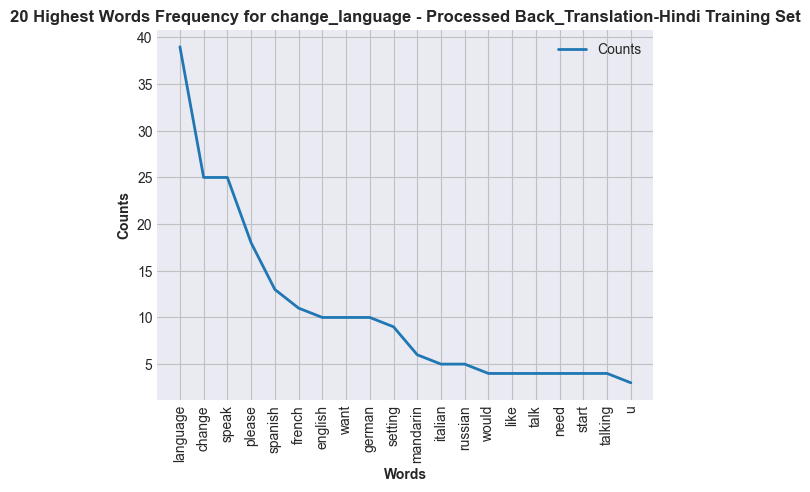 20 Highest Words Frequency for change_language - Processed Back_Translation-Hindi Training Set
Counts
40
35
30
25
20
15
10
5
Counts
language
change
speak
please
spanish
french
english
want
german
setting
mandarin
italian
russian
would
like
talk
need
start
talking
u
Words